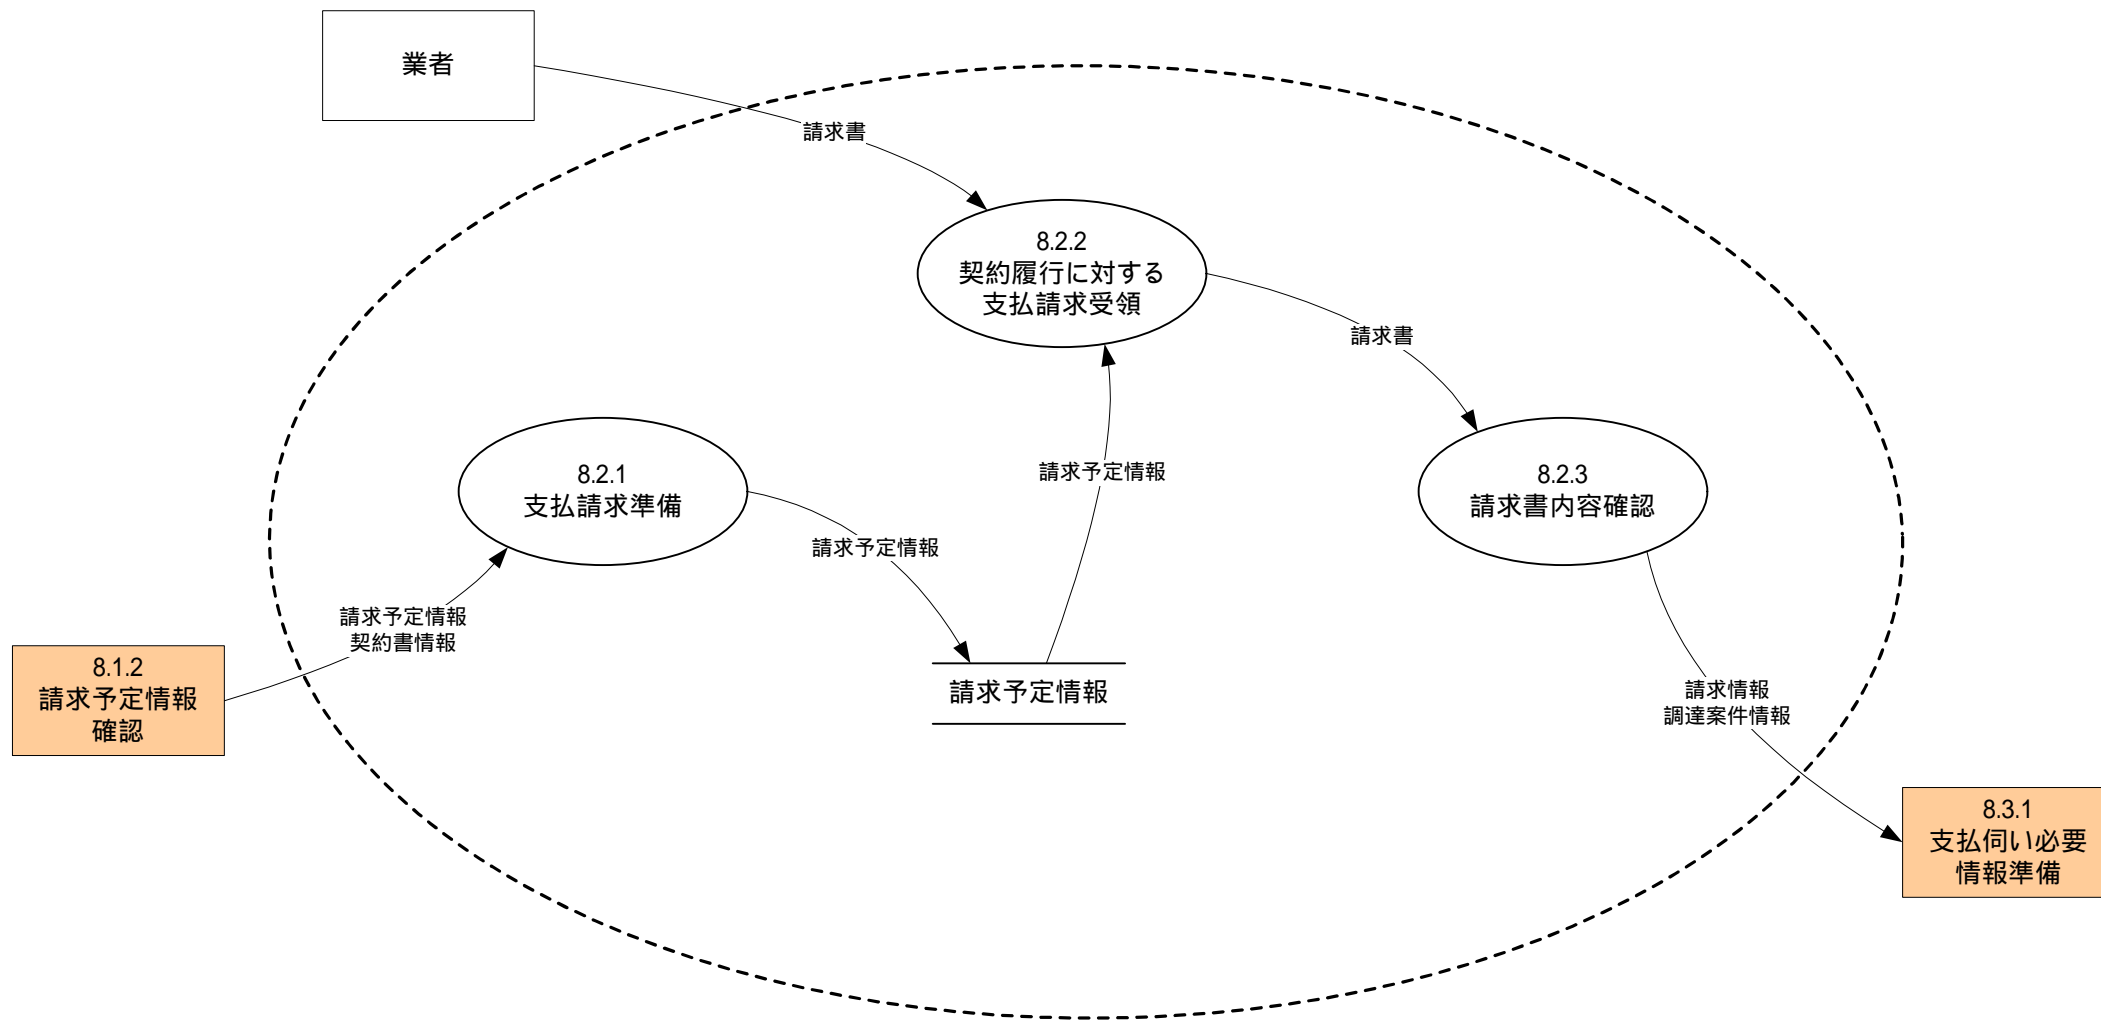 業者
請求書
8.2.2
契約履行に対する
支払請求受領
請求書
8.2.1
支払請求準備
請求予定情報
8.2.3
請求書内容確認
請求予定情報
請求予定情報
契約書情報
8.1.2
請求予定情報
確認
請求予定情報
請求情報
調達案件情報
8.3.1
支払伺い必要
情報準備